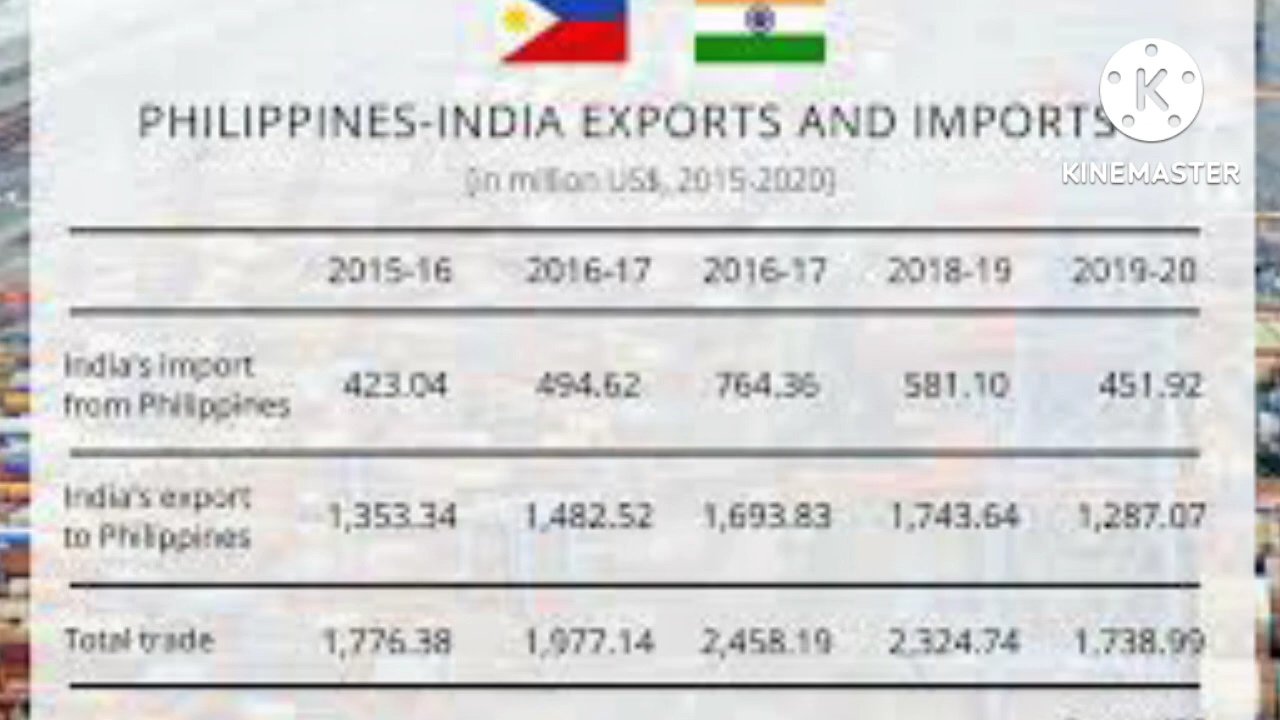 PHILIPPINES-INDIA EXPORTS AND IMPORTS
K
KINEMASTER
[in million US$, 2015-2020]
2015-16 2016-17 2016-17 2018-19 2019-20
India's import
from Philippines 423.04 494.62 764.36 581.10 451.92
India's export
to Philippines 1,353.34 1,482.52 1,693.83 1,743.64 1,287.07
Total trade 1,776.38 1,977.14 2,458.19 2,324.74 1,738.99